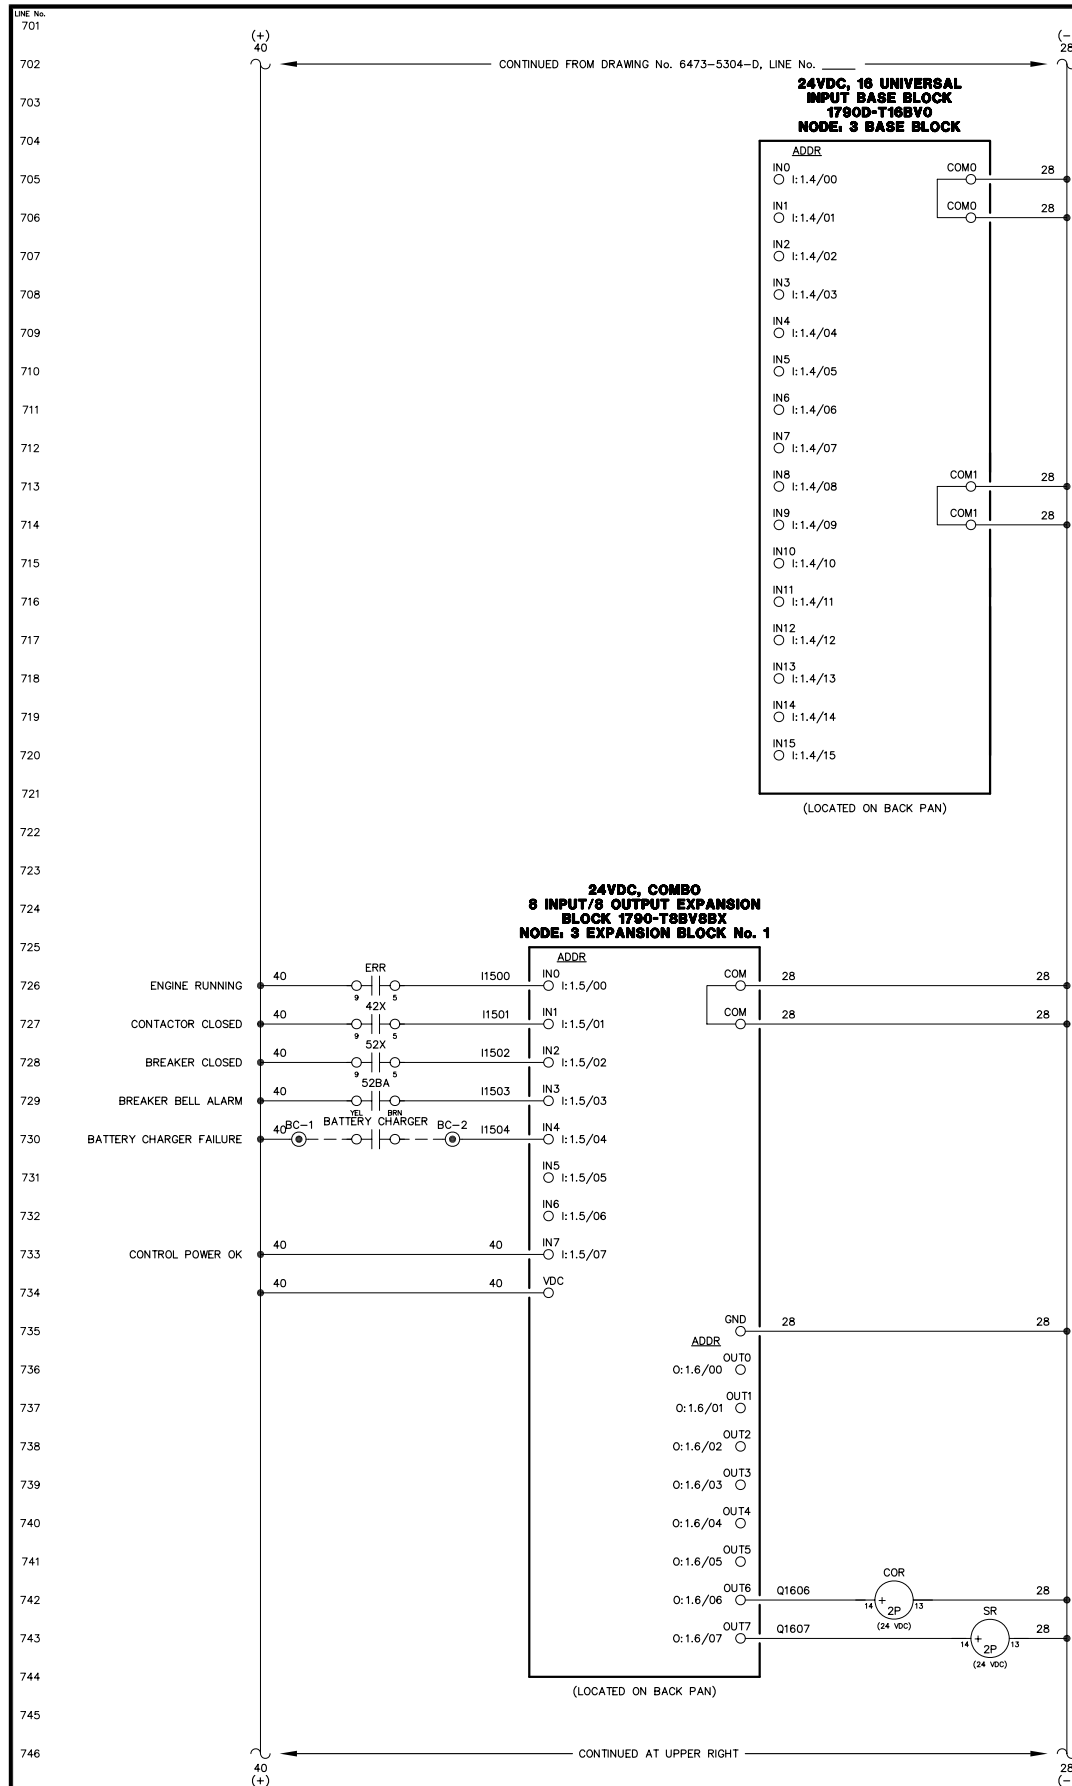 LINE No.
701
(+)
40
(-
28
702 CONTINUED FROM DRAWING No. 6473-5304-D, LINE No. _____
24VDC, 16 UNIVERSAL
INPUT BASE BLOCK
1790D-T16BV0
NODE: 3 BASE BLOCK
703
704
ADDR
705 IN0 I:1.4/00 COM0 28
706 IN1 I:1.4/01 COM0 28
707 IN2 I:1.4/02
708 IN3 I:1.4/03
709 IN4 I:1.4/04
710 IN5 I:1.4/05
711 IN6 I:1.4/06
712 IN7 I:1.4/07
713 IN8 I:1.4/08 COM1 28
714 IN9 I:1.4/09 COM1 28
715 IN10 I:1.4/10
716 IN11 I:1.4/11
717 IN12 I:1.4/12
718 IN13 I:1.4/13
719 IN14 I:1.4/14
720 IN15 I:1.4/15
721
(LOCATED ON BACK PAN)
722
723
24VDC, COMBO
8 INPUT/8 OUTPUT EXPANSION
BLOCK 1790-T8BV8BX
NODE: 3 EXPANSION BLOCK No. 1
724
725
ADDR
726 ENGINE RUNNING 40 ERR 9 5 I1500 IN0 I:1.5/00 COM 28 28
727 CONTACTOR CLOSED 40 42X 9 5 I1501 IN1 I:1.5/01 COM 28 28
728 BREAKER CLOSED 40 52X 9 5 I1502 IN2 I:1.5/02
729 BREAKER BELL ALARM 40 52BA YEL BRN I1503 IN3 I:1.5/03
730 BATTERY CHARGER FAILURE 40 BC-1 BATTERY CHARGER BC-2 I1504 IN4 I:1.5/04
731 IN5 I:1.5/05
732 IN6 I:1.5/06
733 CONTROL POWER OK 40 40 IN7 I:1.5/07
734 40 40 VDC
735 GND 28 28
ADDR
736 O:1.6/00 OUT0
737 O:1.6/01 OUT1
738 O:1.6/02 OUT2
739 O:1.6/03 OUT3
740 O:1.6/04 OUT4
741 O:1.6/05 OUT5
742 O:1.6/06 OUT6 Q1606 COR 14 + 2P 13 (24 VDC) 28
743 O:1.6/07 OUT7 Q1607 SR 14 + 2P 13 (24 VDC) 28
744
(LOCATED ON BACK PAN)
745
746 CONTINUED AT UPPER RIGHT
40
(+)
28
(-